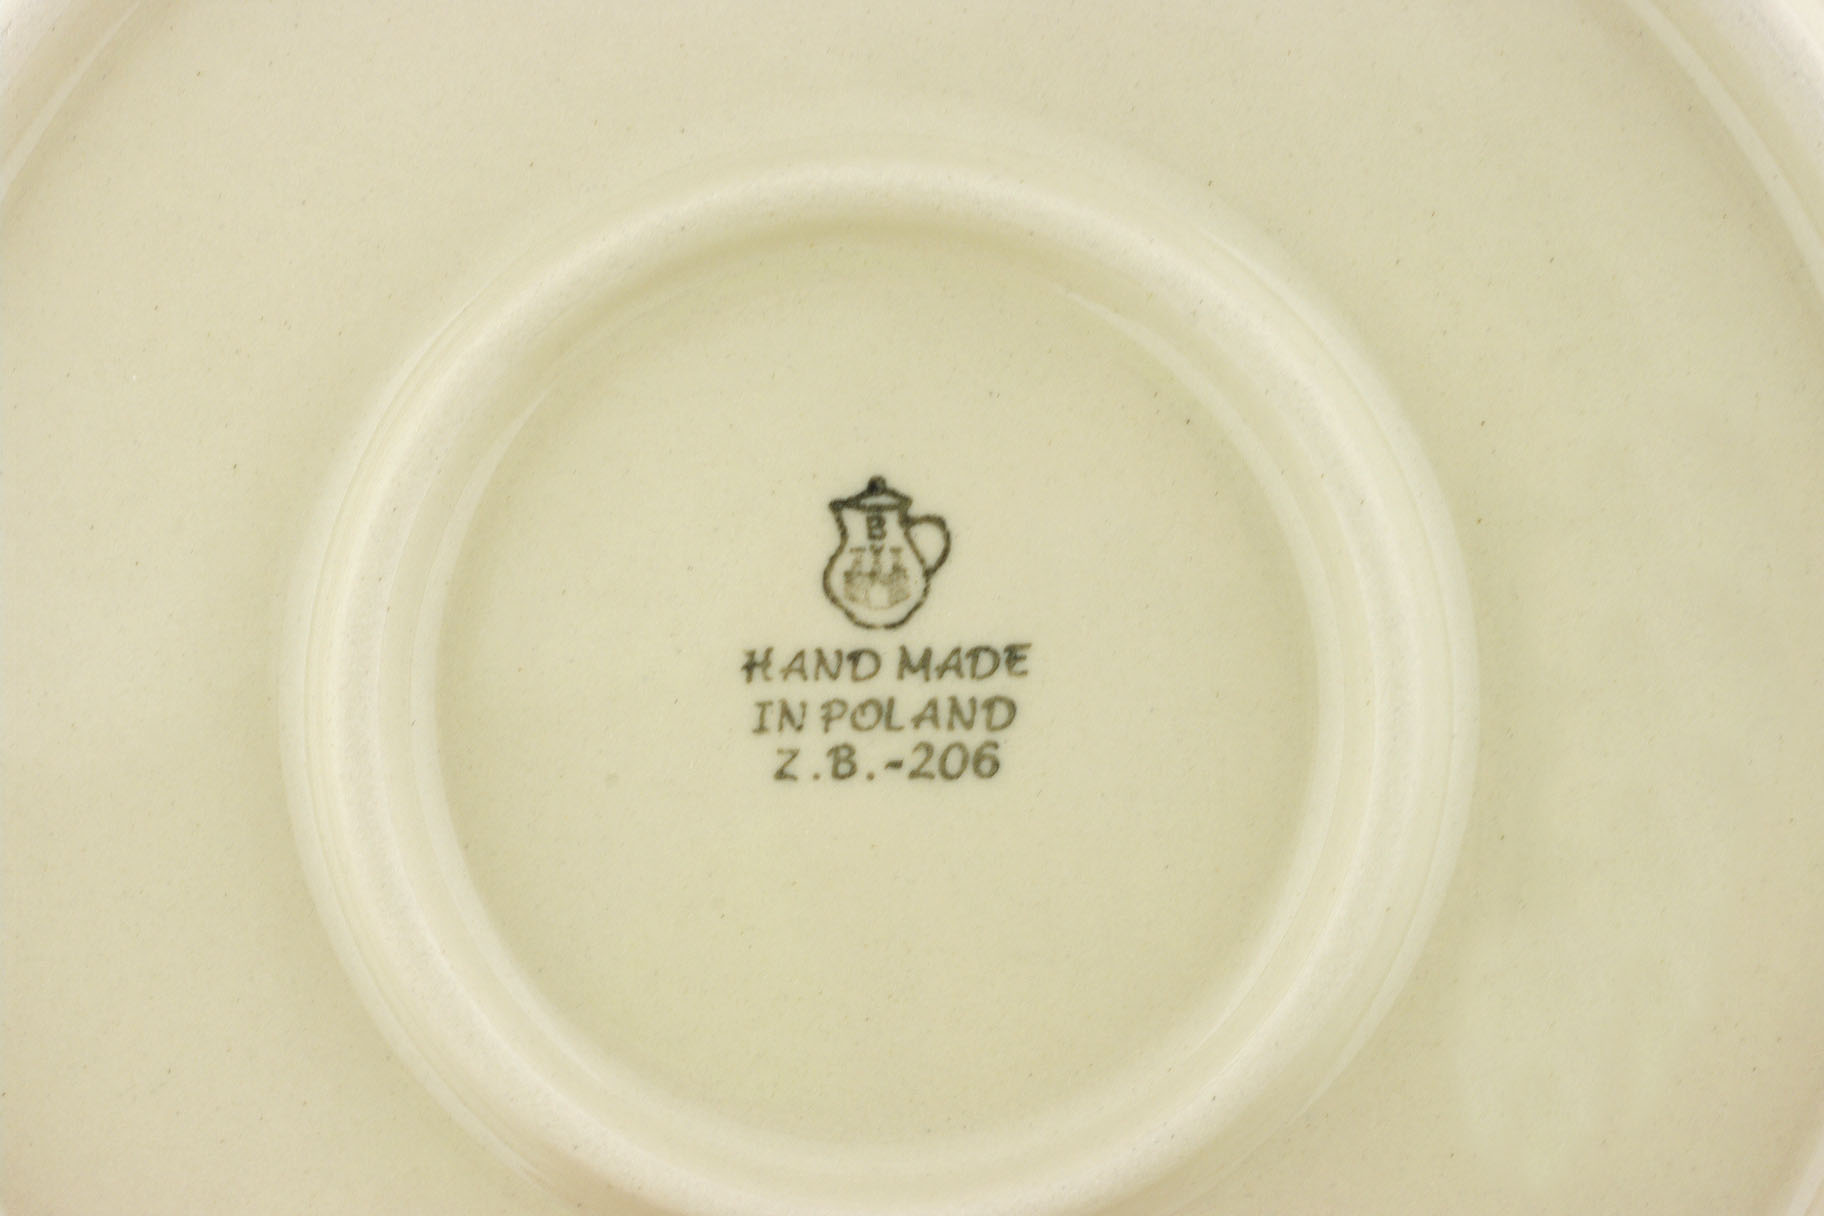 B
HAND MADE
IN POLAND
Z.B.-206